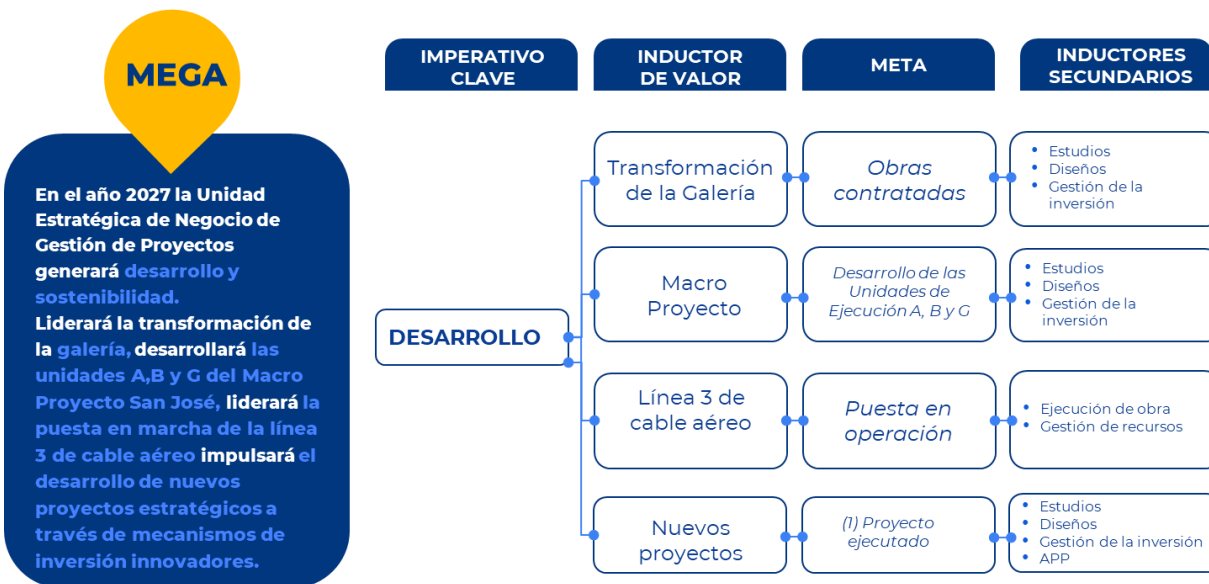 MEGA
En el año 2027 la Unidad
Estratégica de Negocio de
Gestión de Proyectos
generará desarrollo y
sostenibilidad.
Liderará la transformación de
la galería, desarrollará las
unidades A,B y G del Macro
Proyecto San José, liderará la
puesta en marcha de la línea
3 de cable aéreo impulsará el
desarrollo de nuevos
proyectos estratégicos a
través de mecanismos de
inversión innovadores.
IMPERATIVO
CLAVE
INDUCTOR
DE VALOR
META
INDUCTORES
SECUNDARIOS
DESARROLLO
Transformación
de la Galería
Obras
contratadas
• Estudios
• Diseños
• Gestión de la
inversión
Macro
Proyecto
Desarrollo de las
Unidades de
Ejecución A, B y G
• Estudios
• Diseños
• Gestión de la
inversión
Línea 3 de
cable aéreo
Puesta en
operación
• Ejecución de obra
• Gestión de recursos
Nuevos
proyectos
(1) Proyecto
ejecutado
• Estudios
• Diseños
• Gestión de la inversión
• APP